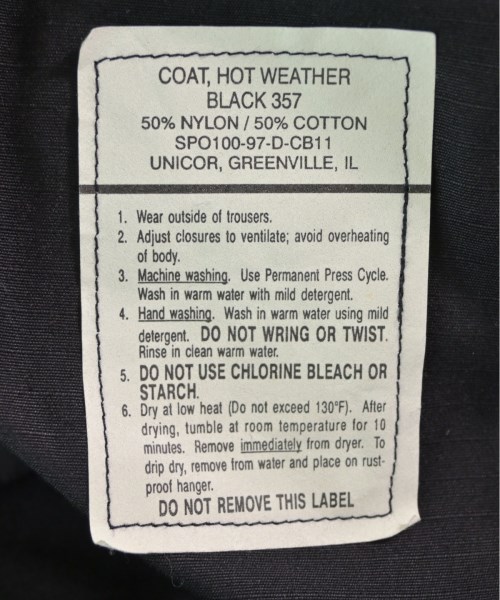 COAT, HOT WEATHER
BLACK 357
50% NYLON / 50% COTTON
SPO100-97-D-CB11
UNICOR, GREENVILLE, IL
1. Wear outside of trousers.
2. Adjust closures to ventilate; avoid overheating
of body.
3. Machine washing. Use Permanent Press Cycle.
Wash in warm water with mild detergent.
4. Hand washing. Wash in warm water using mild
detergent. DO NOT WRING OR TWIST.
Rinse in clean warm water.
5. DO NOT USE CHLORINE BLEACH OR
STARCH.
6. Dry at low heat (Do not exceed 130°F). After
drying, tumble at room temperature for 10
minutes. Remove immediately from dryer. To
drip dry, remove from water and place on rust-
proof hanger.
DO NOT REMOVE THIS LABEL